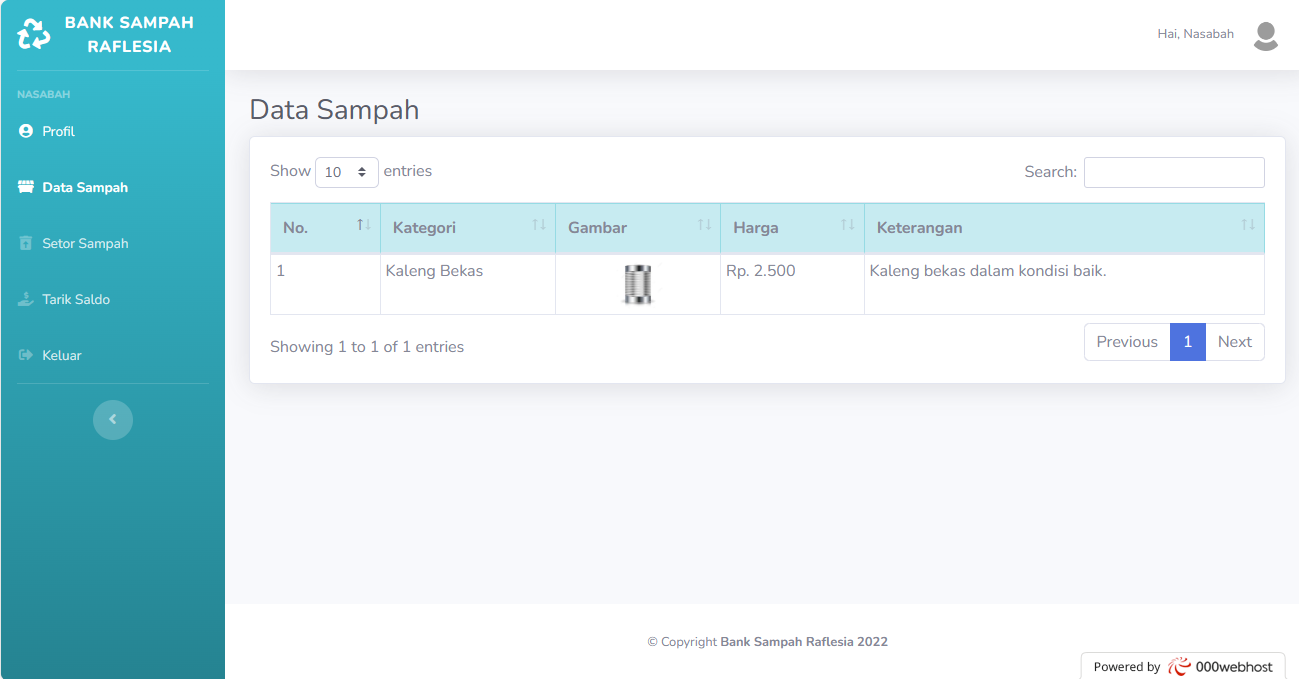 BANK SAMPAH
RAFLESIA
Hai, Nasabah
NASABAH
Profil
Data Sampah
Setor Sampah
Tarik Saldo
Keluar
Data Sampah
Show 10 entries
Search:
No. Kategori Gambar Harga Keterangan
1 Kaleng Bekas Rp. 2.500 Kaleng bekas dalam kondisi baik.
Showing 1 to 1 of 1 entries
Previous 1 Next
© Copyright Bank Sampah Raflesia 2022
Powered by 000webhost